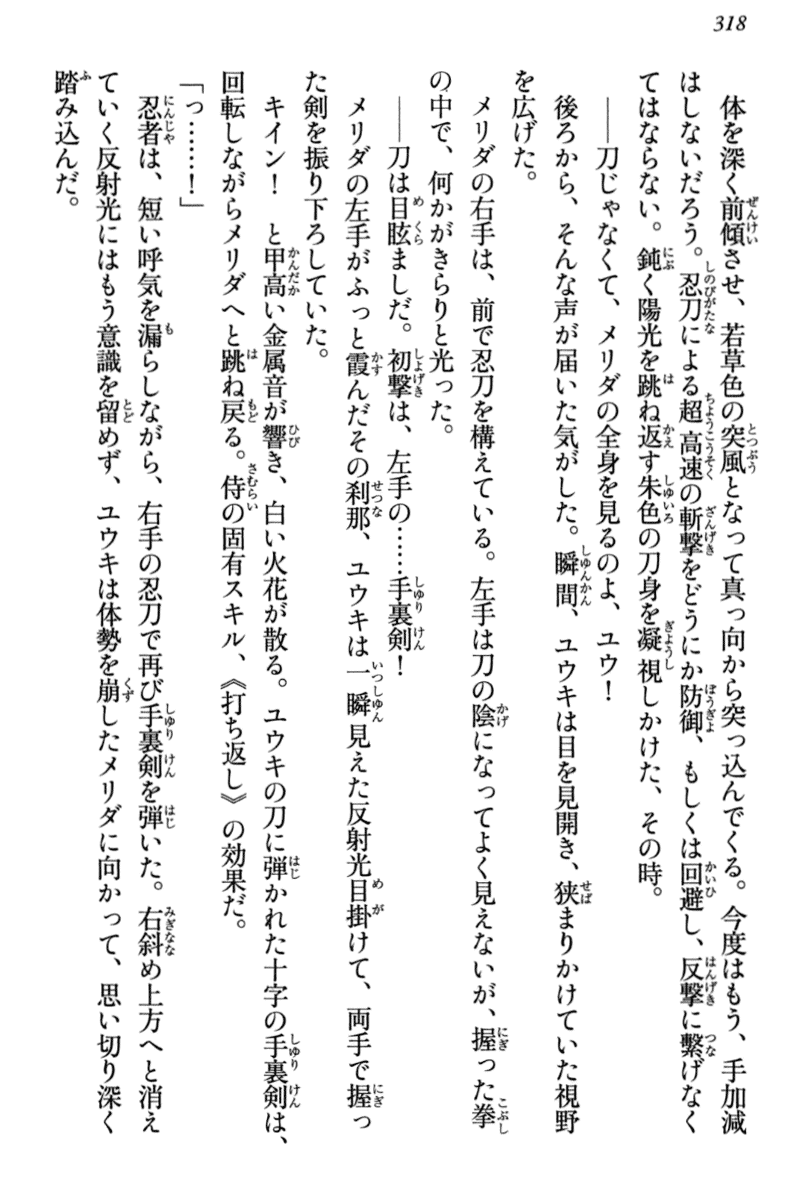 318
体を深く前傾させ、若草色の突風となって真っ向から突っ込んでくる。今度はもう、手加減
はしないだろう。忍刀による超高速の斬撃をどうにか防御、もしくは回避し、反撃に繋げなく
てはならない。鈍く陽光を跳ね返す朱色の刀身を凝視しかけた、その時。
――刀じゃなくて、メリダの全身を見るのよ、ユウ!
後ろから、そんな声が届いた気がした。瞬間、ユウキは目を見開き、狭まりかけていた視野
を広げた。
メリダの右手は、前で忍刀を構えている。左手は刀の陰になってよく見えないが、握った拳
の中で、何かがきらりと光った。
――刀は目眩ましだ。初撃は、左手の……手裏剣!
メリダの左手がふっと霞んだその刹那、ユウキは一瞬見えた反射光目掛けて、両手で握っ
た剣を振り下ろしていた。
キイン! と甲高い金属音が響き、白い火花が散る。ユウキの刀に弾かれた十字の手裏剣は、
回転しながらメリダへと跳ね戻る。侍の固有スキル、《打ち返し》の効果だ。
「っ……!」
忍者は、短い呼気を漏らしながら、右手の忍刀で再び手裏剣を弾いた。右斜め上方へと消え
ていく反射光にはもう意識を留めず、ユウキは体勢を崩したメリダに向かって、思い切り深く
踏み込んだ。